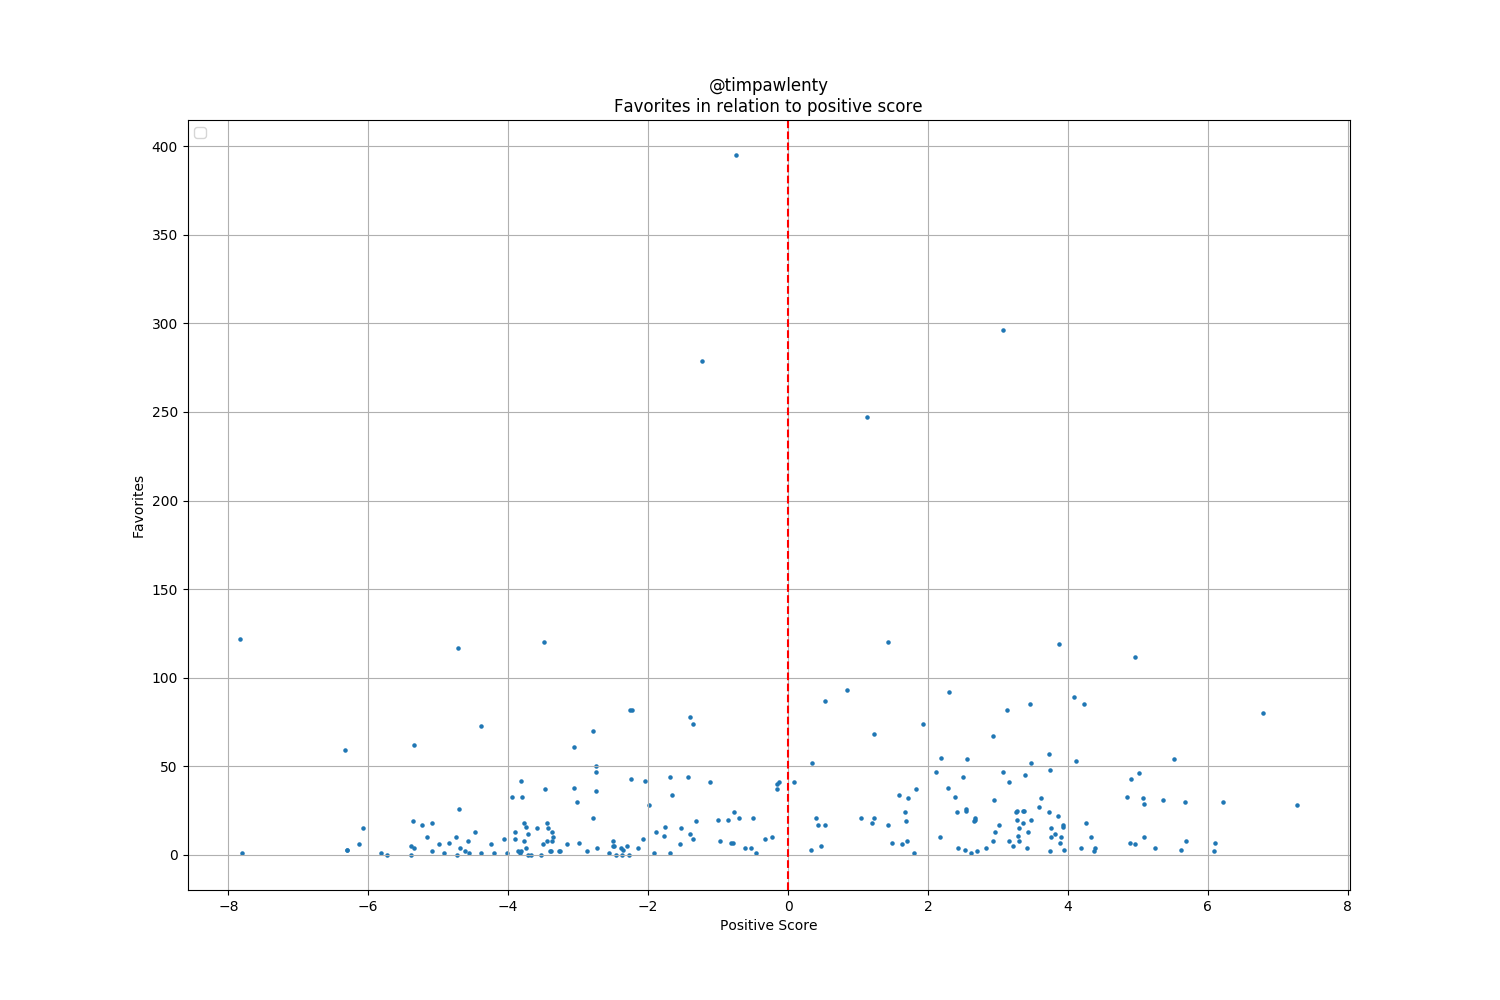 @timpawlenty
Favorites in relation to positive score
400
350
300
250
200
150
100
50
0
Favorites
−8 −6 −4 −2 0 2 4 6 8
Positive Score